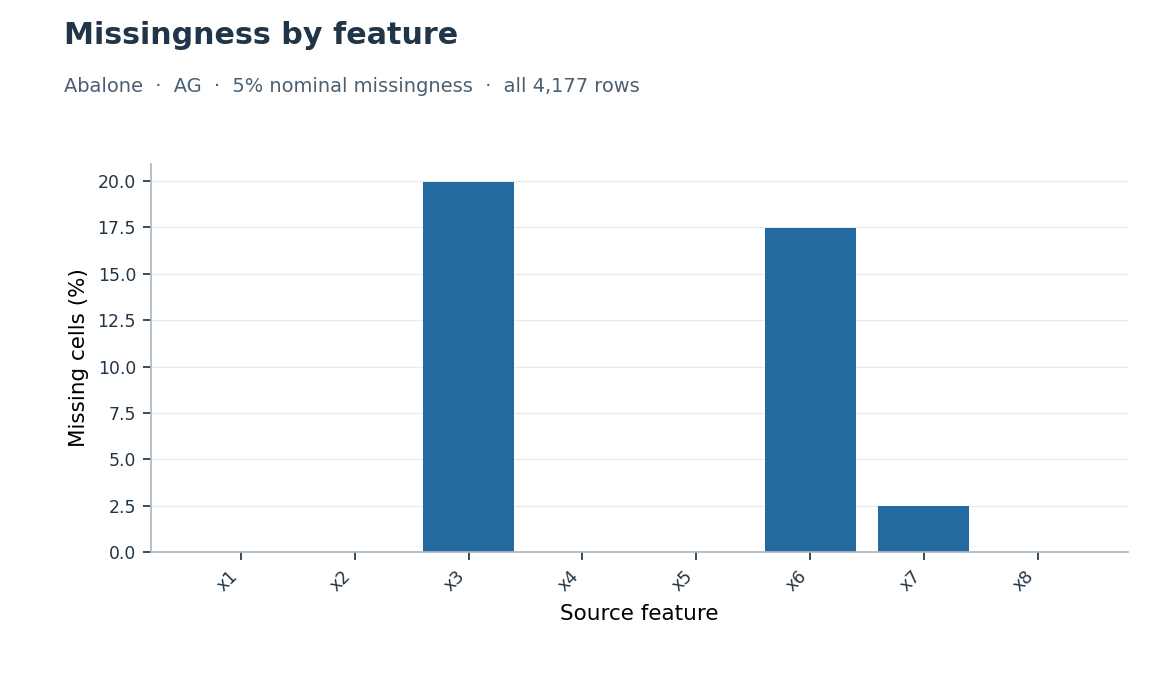 Missingness by feature
Abalone · AG · 5% nominal missingness · all 4,177 rows
20.0
17.5
15.0
12.5
10.0
7.5
5.0
2.5
0.0
Missing cells (%)
x1 x2 x3 x4 x5 x6 x7 x8
Source feature